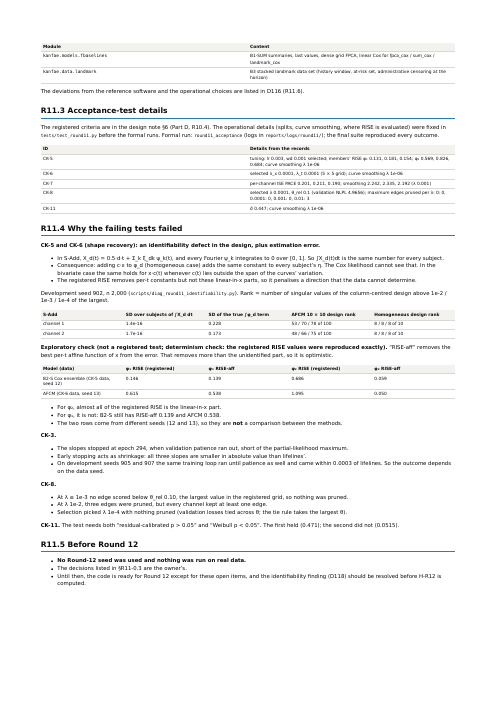 Module Content
kanfae.models.fbaselines B1-SUM summaries, last values, dense FPCA, linear Cox for fpca_cox / sum_cox /
landmark_cox
kanfae.data.landmark B3 stacked landmark data set (history window, at-risk set, administrative censoring at the
horizon)
The deviations from the reference software and the operational choices are listed in D116 (R11.6).
R11.3 Acceptance-test details
The registered criteria are in the design note §6 (Part D, R10.4). The operational details (splits, curve smoothing, where RISE is evaluated) were fixed in
tests/test_round11.py before the formal runs. Formal run: round11_acceptance (logs in reports/logs/round11/); the final suite reproduced every outcome.
ID Details from the records
CK-5 tuning: lr 0.003, wd 0.001 selected; members' RISE φ₁ 0.131, 0.181, 0.154; φ₂ 0.569, 0.826,
0.684; curve smoothing λ 1e-06
CK-6 selected λ_c 0.0001, λ_t 0.0001 (5 × 5 grid); smoothing λ 1e-06
CK-7 per-channel ISE PACE 0.201, 0.211, 0.190; smoothing 2.242, 2.335, 2.192 (λ 0.001)
CK-8 selected λ 0.0001, θ_rel 0.1 (validation NLPL 4.9656); maximum edges pruned per λ: 0: 0,
0.0001: 0, 0.001: 0, 0.01: 3
CK-11 σ̂ 0.447; curve smoothing λ 1e-06
R11.4 Why the failing tests failed
CK-5 and CK-6 (shape recovery): an identifiability defect in the design, plus estimation error.
In S-Add, X_d(t) = 0.5·t + Σ_k ξ_dk ψ_k(t), and every Fourier ψ_k integrates to 0 over [0, 1]. So ∫X_d(t)dt is the same number for every subject.
Consequence: adding c·x to φ_d (homogeneous case) adds the same constant to every subject's η. The Cox likelihood cannot see that. In the
bivariate case the same holds for x·c(t) whenever c(t) lies outside the span of the curves' variation.
The registered RISE removes per-t constants but not these linear components, so it penalises a direction that the data cannot determine.
Development seed 902, n 2,000 (scripts/diag_round11_identifiability.py). Rank = number of singular values of the column-centred design above 1e-2 /
1e-3 / 1e-4 of the largest.
S-Add SD over subjects of ∫X_d dt SD of the true ∫φ term AFCM 10 × 10 design rank Homogeneous design rank
channel 1 1.4e-16 0.228 53 / 70 / 78 of 100 8 / 8 / 8 of 10
channel 2 1.7e-16 0.173 48 / 66 / 75 of 100 8 / 8 / 8 of 10
Exploratory check (not a registered test; determinism check: the registered RISE values were reproduced exactly). "RISE-aff" removes the
best per-t affine function of x from the error. That removes more than the unidentified part, so it is optimistic.
Model (data) φ₁ RISE (registered) φ₁ RISE-aff φ₂ RISE (registered) φ₂ RISE-aff
B2-S Cox ensemble (CK-5 data,
seed 12) 0.146 0.139 0.686 0.059
AFCM (CK-6 data, seed 13) 0.615 0.538 1.095 0.050
For φ₂, almost all of the registered RISE is the linear-in-x part.
For φ₁, it is not: B2-S still has RISE-aff 0.139 and AFCM 0.538.
The two rows come from different seeds (12 and 13), so they are not a comparison between the methods.
CK-3.
The slopes stopped at epoch 294, when validation patience ran out, short of the partial-likelihood maximum.
Early stopping acts as shrinkage: all three slopes are smaller in absolute value than lifelines'.
On development seeds 905 and 907 the same training loop ran until patience as well and came within 0.0003 of lifelines. So the outcome depends
on the data seed.
CK-8.
At λ ≤ 1e-3 no edge scored below θ_rel 0.10, the largest value in the registered grid, so nothing was pruned.
At λ 1e-2, three edges were pruned, but every channel kept at least one edge.
Selection picked λ 1e-4 with nothing pruned (validation losses tied across θ; the tie rule takes the largest θ).
CK-11. The test needs both "residual-calibrated p > 0.05" and "Weibull p < 0.05". The first held (0.471); the second did not (0.0515).
R11.5 Before Round 12
No Round-12 seed was used and nothing was run on real data.
The decisions listed in §R11-0.3 are the owner's.
Until then, the code is ready for Round 12 except for these open items, and the identifiability finding (D118) should be resolved before H-R12 is
computed.